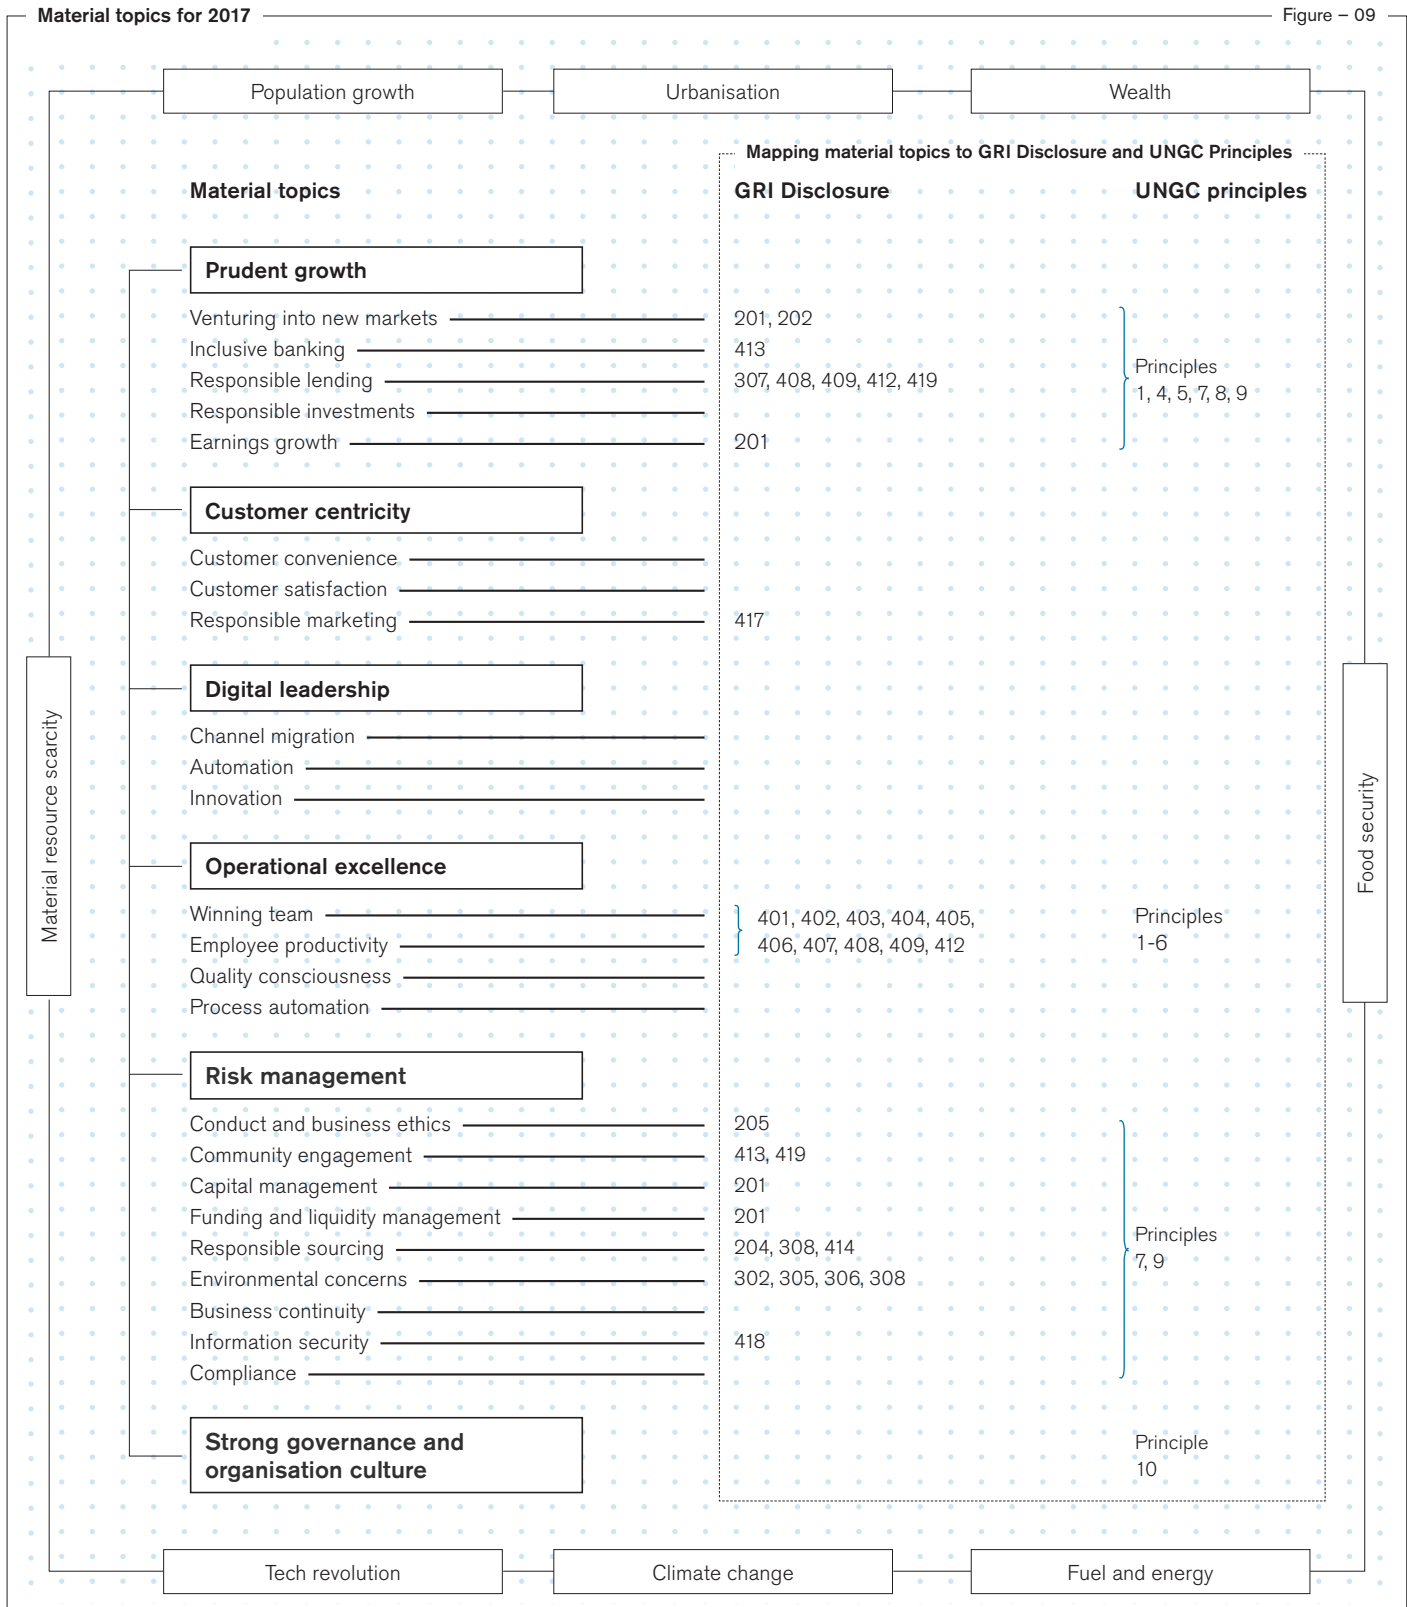 Material topics for 2017
Figure – 09
Population growth
Urbanisation
Wealth
Mapping material topics to GRI Disclosure and UNGC Principles
Material topics
GRI Disclosure
UNGC principles
Prudent growth
Venturing into new markets
201, 202
Inclusive banking
413
Responsible lending
307, 408, 409, 412, 419
Responsible investments
Earnings growth
201
Principles
1, 4, 5, 7, 8, 9
Customer centricity
Customer convenience
Customer satisfaction
Responsible marketing
417
Digital leadership
Channel migration
Automation
Innovation
Material resource scarcity
Food security
Operational excellence
Winning team
Employee productivity
401, 402, 403, 404, 405,
406, 407, 408, 409, 412
Principles
1-6
Quality consciousness
Process automation
Risk management
Conduct and business ethics
205
Community engagement
413, 419
Capital management
201
Funding and liquidity management
201
Responsible sourcing
204, 308, 414
Environmental concerns
302, 305, 306, 308
Business continuity
Information security
418
Compliance
Principles
7, 9
Strong governance and
organisation culture
Principle
10
Tech revolution
Climate change
Fuel and energy